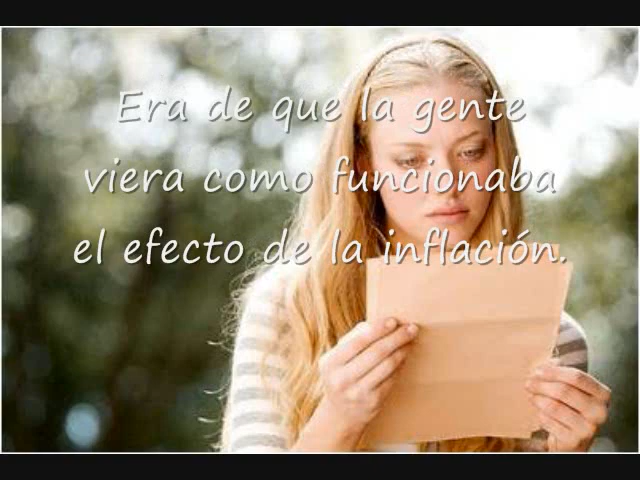 Era de que la gente
viera como funcionaba
el efecto de la inflación.